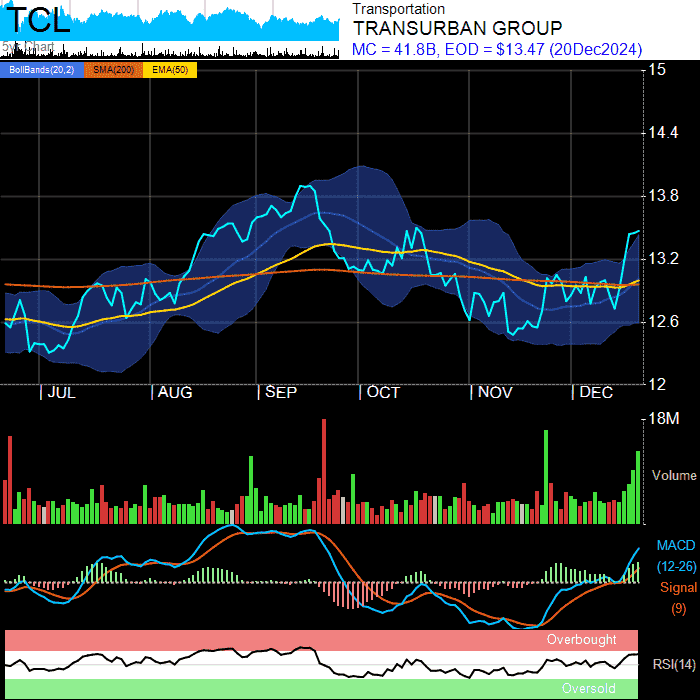 TCL
5yr Chart
Transportation
TRANSURBAN GROUP
MC = 41.8B, EOD = $13.47 (20Dec2024)
BollBands(20,2) SMA(200) EMA(50)
15
14.4
13.8
13.2
12.6
12
JUL AUG SEP OCT NOV DEC
18M
Volume
MACD
(12-26)
Signal
(9)
Overbought
RSI(14)
Oversold